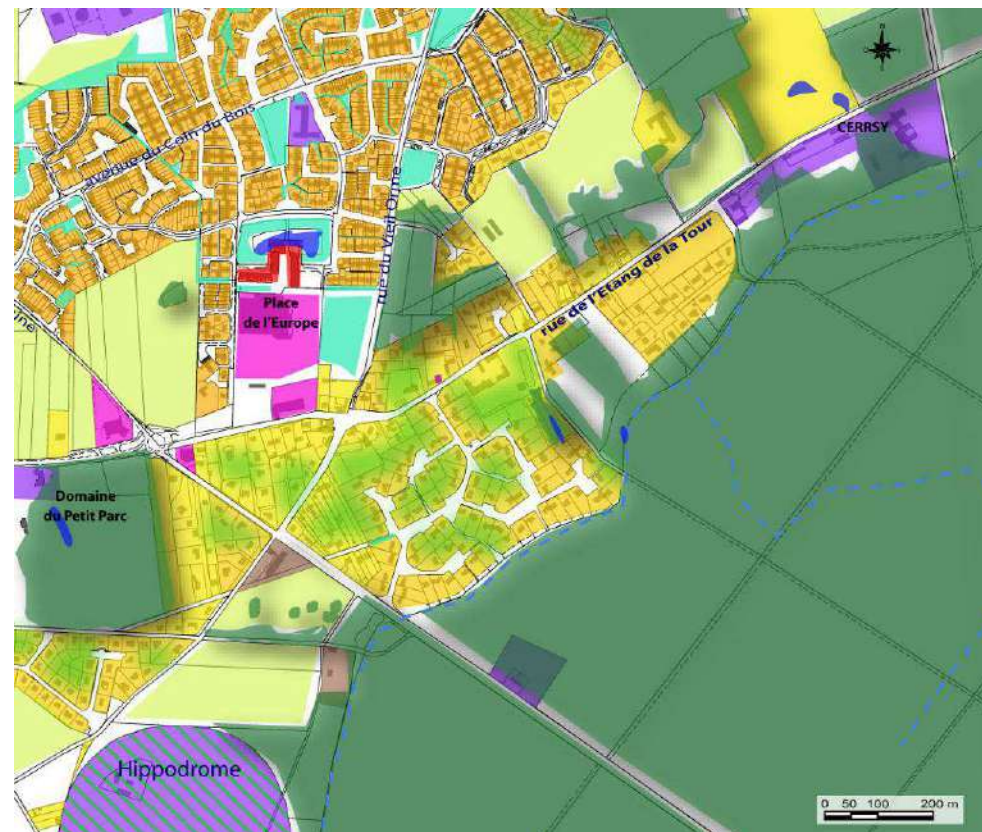 CERRSY
avenue du Coin du Bois
rue du Vieil Orme
rue de l'Etang de la Tour
Place
de l'Europe
Domaine
du Petit Parc
Hippodrome
0 50 100 200 m